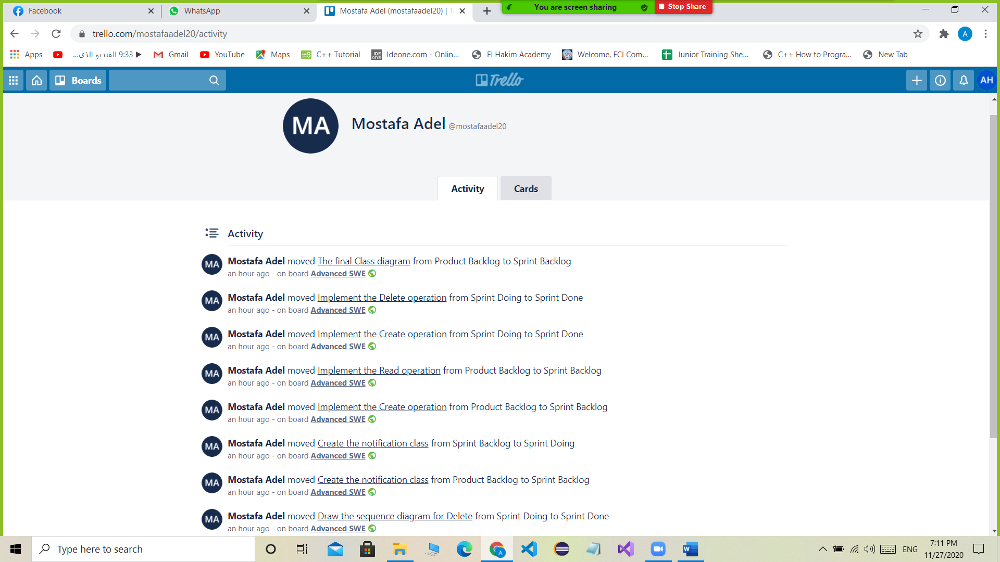 Facebook
WhatsApp
Mostafa Adel (mostafaadel20) | T
You are screen sharing
Stop Share
trello.com/mostafaadel20/activity
A
Apps
...الفيديو الذي 9:33 ▶
Gmail
YouTube
Maps
C++ Tutorial
Ideone.com - Onlin...
El Hakim Academy
Welcome, FCI Com...
Junior Training She...
C++ How to Progra...
New Tab
Boards
Trello
AH
MA
Mostafa Adel @mostafaadel20
Activity
Cards
Activity
MA
Mostafa Adel moved The final Class diagram from Product Backlog to Sprint Backlog
an hour ago - on board Advanced SWE
MA
Mostafa Adel moved Implement the Delete operation from Sprint Doing to Sprint Done
an hour ago - on board Advanced SWE
MA
Mostafa Adel moved Implement the Create operation from Sprint Doing to Sprint Done
an hour ago - on board Advanced SWE
MA
Mostafa Adel moved Implement the Read operation from Product Backlog to Sprint Backlog
an hour ago - on board Advanced SWE
MA
Mostafa Adel moved Implement the Create operation from Product Backlog to Sprint Backlog
an hour ago - on board Advanced SWE
MA
Mostafa Adel moved Create the notification class from Sprint Backlog to Sprint Doing
an hour ago - on board Advanced SWE
MA
Mostafa Adel moved Create the notification class from Product Backlog to Sprint Backlog
an hour ago - on board Advanced SWE
MA
Mostafa Adel moved Draw the sequence diagram for Delete from Sprint Doing to Sprint Done
an hour ago - on board Advanced SWE
Type here to search
ENG
7:11 PM
11/27/2020